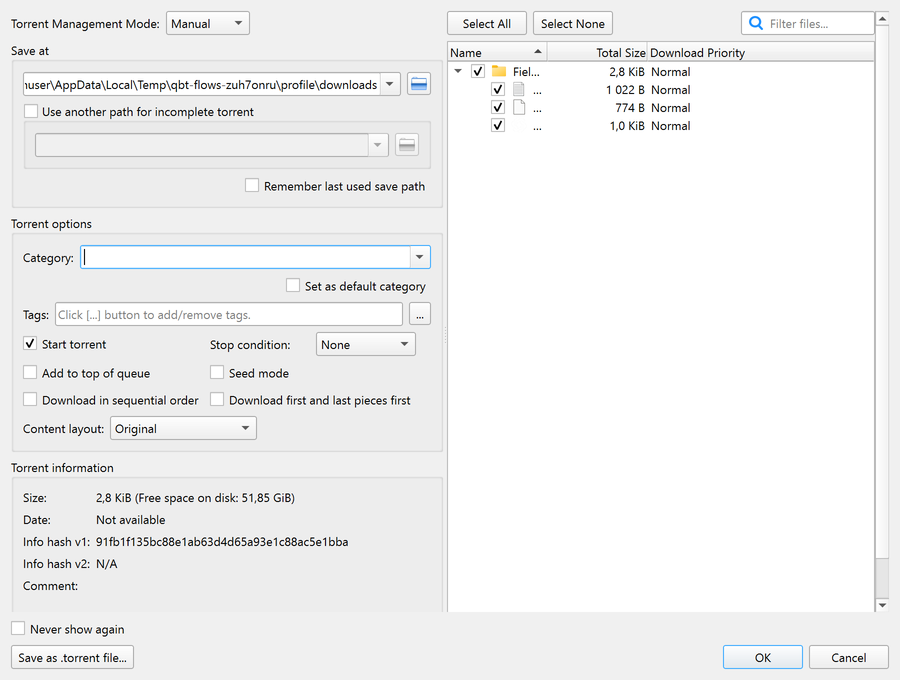 Torrent Management Mode: Manual
Save at
\AppData\Local\Temp\qbt-flows-zuh7onru\profile\downloads
Use another path for incomplete torrent
Remember last used save path
Torrent options
Category:
Set as default category
Tags: Click [...] button to add/remove tags. ...
Start torrent Stop condition: None
Add to top of queue Seed mode
Download in sequential order Download first and last pieces first
Content layout: Original
Torrent information
Size: 2,8 KiB (Free space on disk: 51,85 GiB)
Date: Not available
Info hash v1: 91fb1f135bc88e1ab63d4d65a93e1c88ac5e1bba
Info hash v2: N/A
Comment:
Never show again
Save as .torrent file...
Select All Select None Filter files...
Name Total Size Download Priority
Fiel... 2,8 KiB Normal
... 1 022 B Normal
... 774 B Normal
... 1,0 KiB Normal
OK Cancel